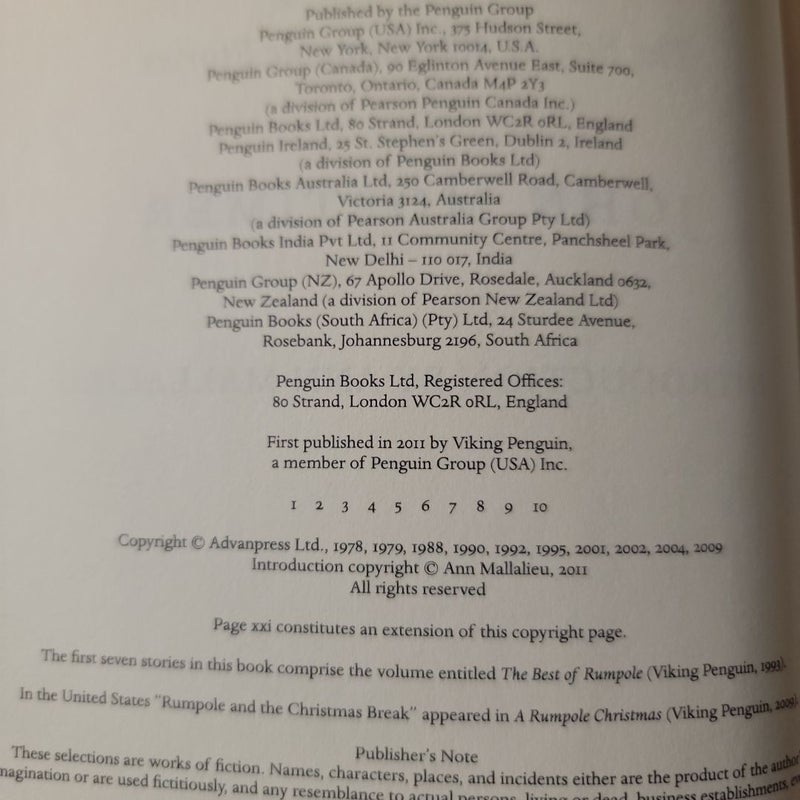 Published by the Penguin Group
Penguin Group (USA) Inc., 375 Hudson Street,
New York, New York 10014, U.S.A.
Penguin Group (Canada), 90 Eglinton Avenue East, Suite 700,
Toronto, Ontario, Canada M4P 2Y3
(a division of Pearson Penguin Canada Inc.)
Penguin Books Ltd, 80 Strand, London WC2R 0RL, England
Penguin Ireland, 25 St. Stephen's Green, Dublin 2, Ireland
(a division of Penguin Books Ltd)
Penguin Books Australia Ltd, 250 Camberwell Road, Camberwell,
Victoria 3124, Australia
(a division of Pearson Australia Group Pty Ltd)
Penguin Books India Pvt Ltd, 11 Community Centre, Panchsheel Park,
New Delhi – 110 017, India
Penguin Group (NZ), 67 Apollo Drive, Rosedale, Auckland 0632,
New Zealand (a division of Pearson New Zealand Ltd)
Penguin Books (South Africa) (Pty) Ltd, 24 Sturdee Avenue,
Rosebank, Johannesburg 2196, South Africa
Penguin Books Ltd, Registered Offices:
80 Strand, London WC2R 0RL, England
First published in 2011 by Viking Penguin,
a member of Penguin Group (USA) Inc.
1 2 3 4 5 6 7 8 9 10
Copyright © Advanpress Ltd., 1978, 1979, 1988, 1990, 1992, 1995, 2001, 2002, 2004, 2009
Introduction copyright © Ann Mallalieu, 2011
All rights reserved
Page xxi constitutes an extension of this copyright page.
The first seven stories in this book comprise the volume entitled The Best of Rumpole (Viking Penguin, 1993).
In the United States "Rumpole and the Christmas Break" appeared in A Rumpole Christmas (Viking Penguin, 2009).
Publisher's Note
These selections are works of fiction. Names, characters, places, and incidents either are the product of the author
magination or are used fictitiously, and any resemblance to actual persons, living or dead, business establishments,